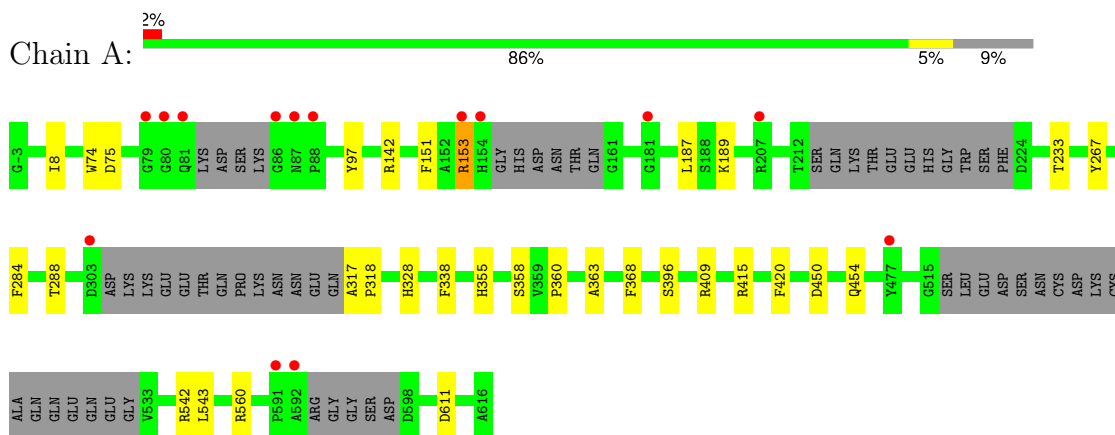 2%
Chain A:
86% 5% 9%
G-3 I8 W74 D75 G79 G80 Q81 LYS ASP SER LYS G86 N87 P88 Y97 R142 F151 A152 R153 H154 GLY HIS ASP ASN THR GLN G161 G181 L187 S188 K189 R207 T212 SER GLN LYS THR GLU GLU HIS GLY TRP SER PHE D224 T233 Y267
F284 T288 D303 ASP LYS LYS GLU GLU THR GLN PRO LYS ASN ASN GLU GLN A317 P318 H328 F338 H355 S358 V359 P360 A363 F368 S396 R409 R415 F420 D450 Q454 Y477 G515 SER LEU GLU ASP SER ASN CYS ASP LYS CYS
ALA GLN GLN GLU GLN GLU GLY V533 R542 L543 R560 P591 A592 ARG GLY GLY SER ASP D598 D611 A616